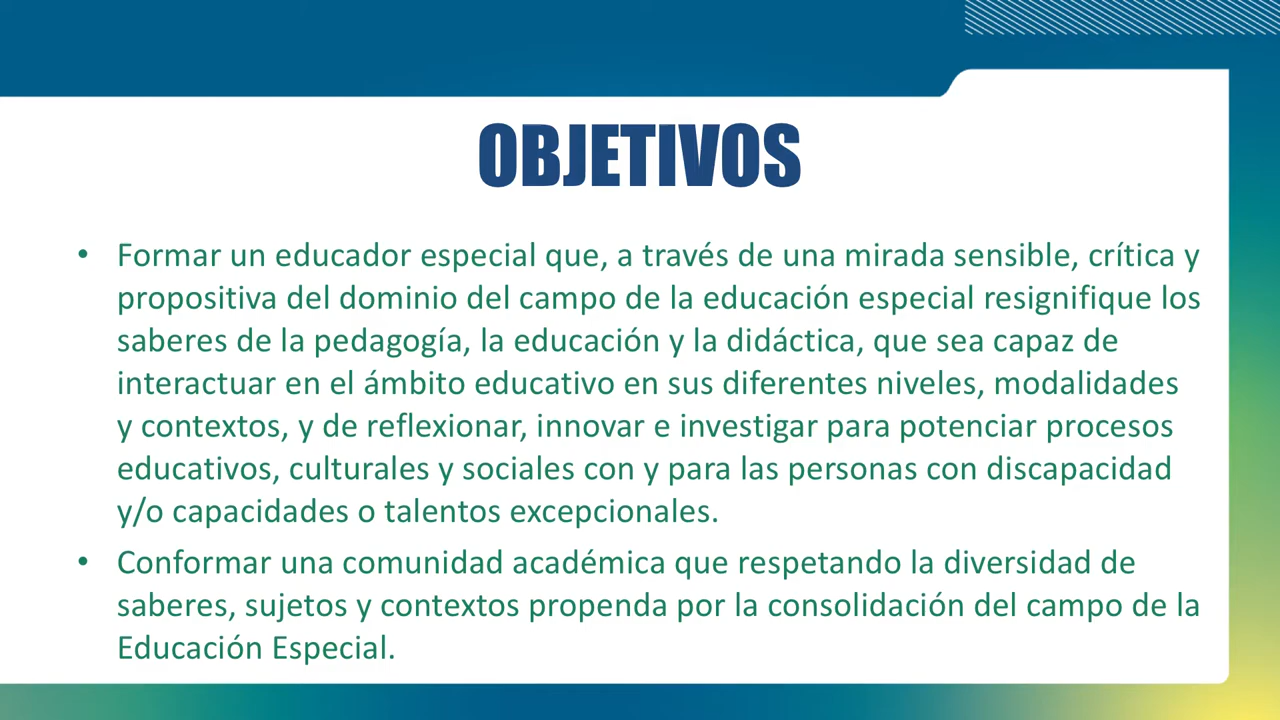 OBJETIVOS
• Formar un educador especial que, a través de una mirada sensible, crítica y
propositiva del dominio del campo de la educación especial resignifique los
saberes de la pedagogía, la educación y la didáctica, que sea capaz de
interactuar en el ámbito educativo en sus diferentes niveles, modalidades
y contextos, y de reflexionar, innovar e investigar para potenciar procesos
educativos, culturales y sociales con y para las personas con discapacidad
y/o capacidades o talentos excepcionales.
• Conformar una comunidad académica que respetando la diversidad de
saberes, sujetos y contextos propenda por la consolidación del campo de la
Educación Especial.